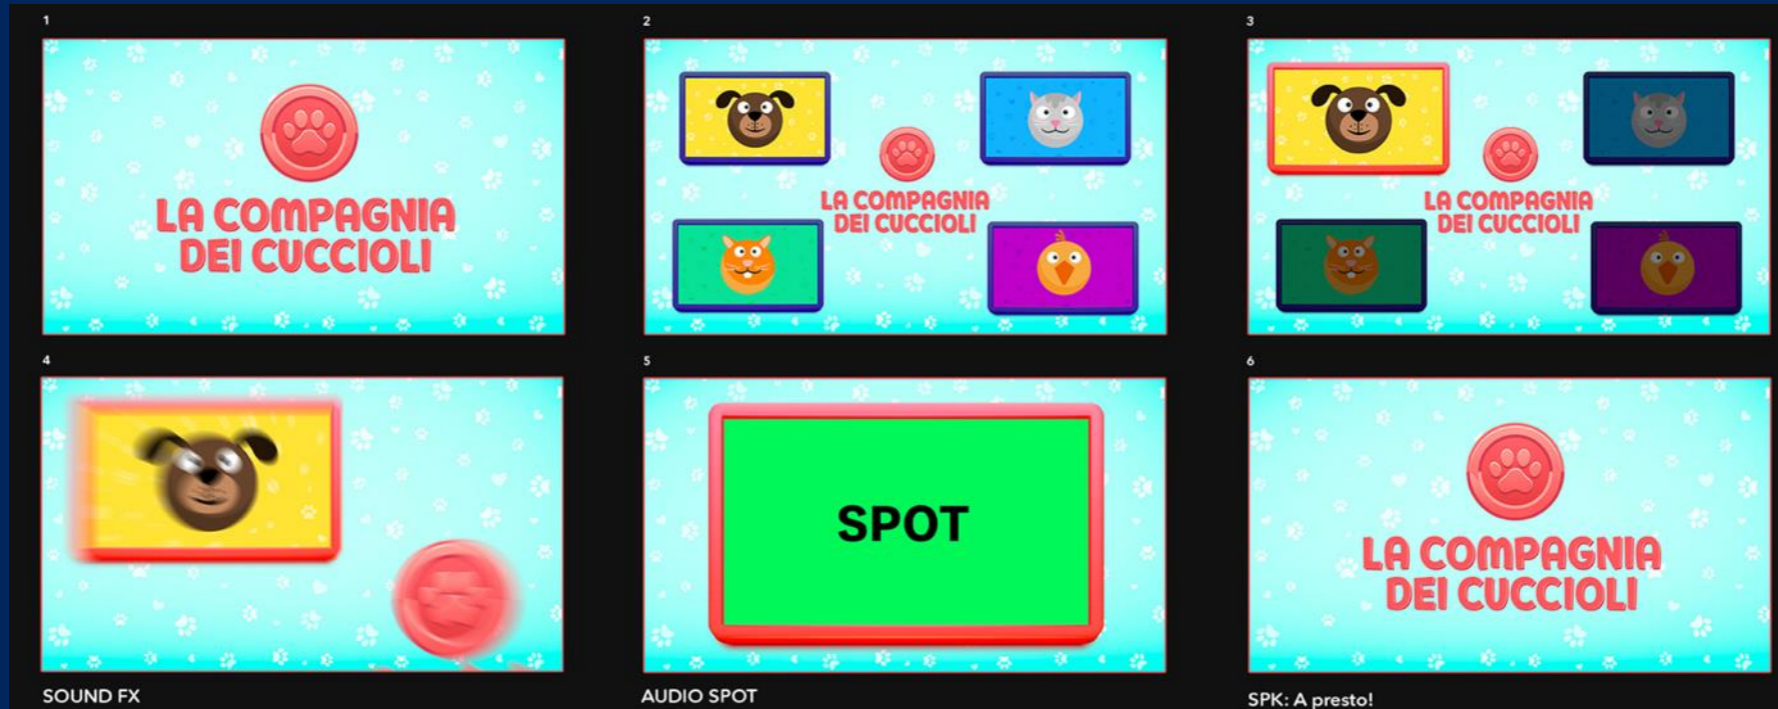 1
2
3
LA COMPAGNIA
DEI CUCCIOLI
LA COMPAGNIA
DEI CUCCIOLI
LA COMPAGNIA
DEI CUCCIOLI
4
5
6
SPOT
LA COMPAGNIA
DEI CUCCIOLI
SOUND FX
AUDIO SPOT
SPK: A presto!